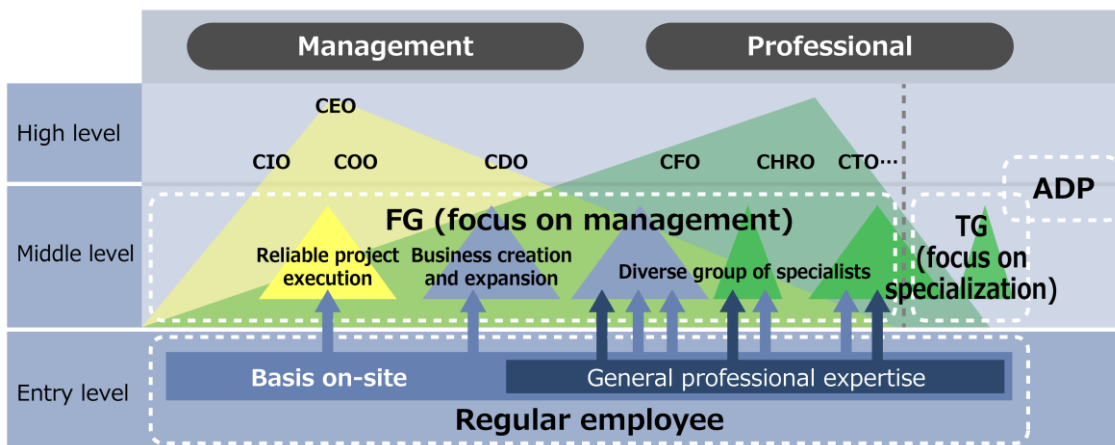 Management
Professional
High level
CEO
CIO
COO
CDO
CFO
CHRO
CTO…
ADP
Middle level
FG (focus on management)
Reliable project
execution
Business creation
and expansion
Diverse group of specialists
TG
(focus on
specialization)
Entry level
Basis on-site
General professional expertise
Regular employee